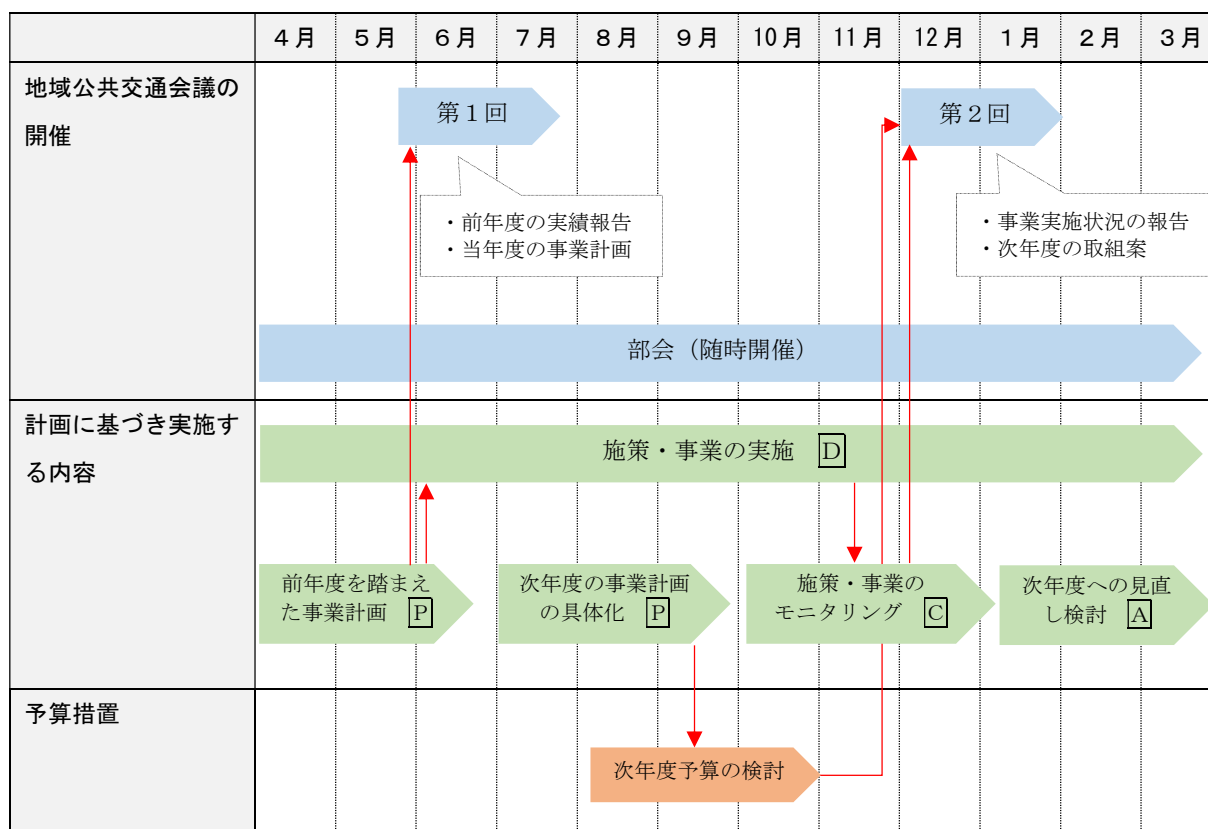 ４月 ５月 ６月 ７月 ８月 ９月 10月 11月 12月 １月 ２月 ３月
地域公共交通会議の
開催
第１回
第２回
・前年度の実績報告
・当年度の事業計画
・事業実施状況の報告
・次年度の取組案
部会（随時開催）
計画に基づき実施す
る内容
施策・事業の実施 D
前年度を踏まえ
た事業計画 P
次年度の事業計画
の具体化 P
施策・事業の
モニタリング C
次年度への見直
し検討 A
予算措置
次年度予算の検討